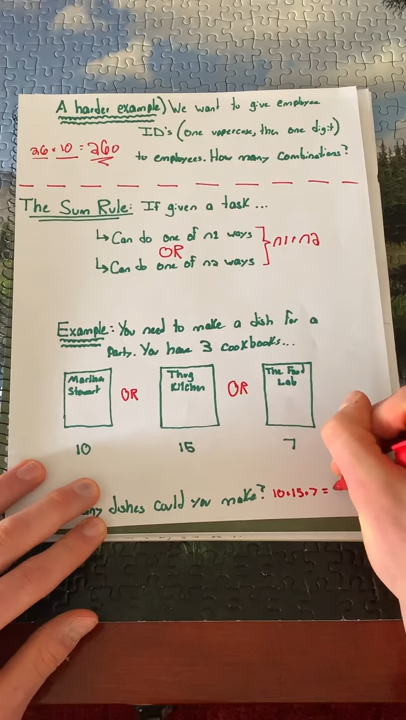 A harder example) We want to give employee
ID's (one uppercase, then one digit)
26 · 10 = 260
to employees. How many combinations?
The Sum Rule: If given a task...
↳ Can do one of n1 ways
OR
↳ Can do one of n2 ways
n1+n2
Example: You need to make a dish for a
Party. You have 3 cookbooks...
Martha Stewart
OR
Thug Kitchen
OR
The Food Lab
10 15 7
dishes could you make? 10+15+7=